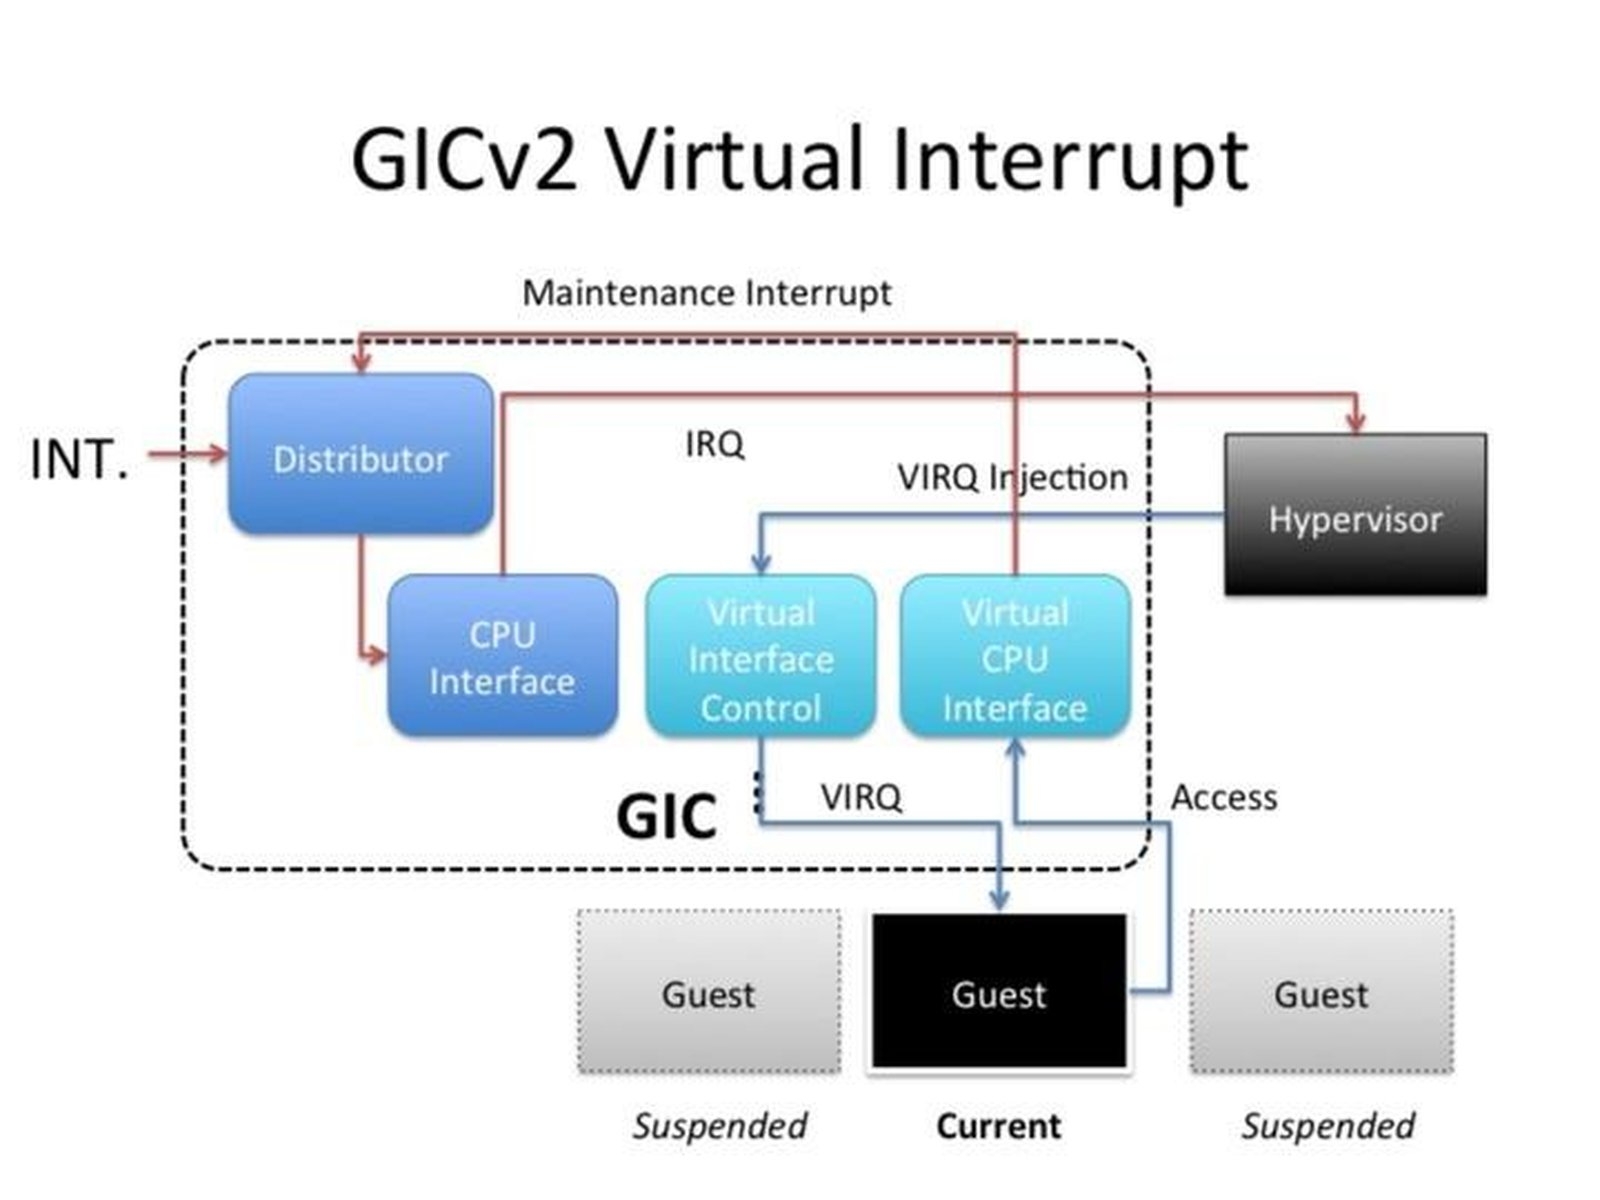 GICv2 Virtual Interrupt
Maintenance Interrupt
INT.
Distributor
IRQ
VIRQ Injection
Hypervisor
CPU
Interface
Virtual
Interface
Control
Virtual
CPU
Interface
GIC
VIRQ
Access
Guest
Guest
Guest
Suspended
Current
Suspended